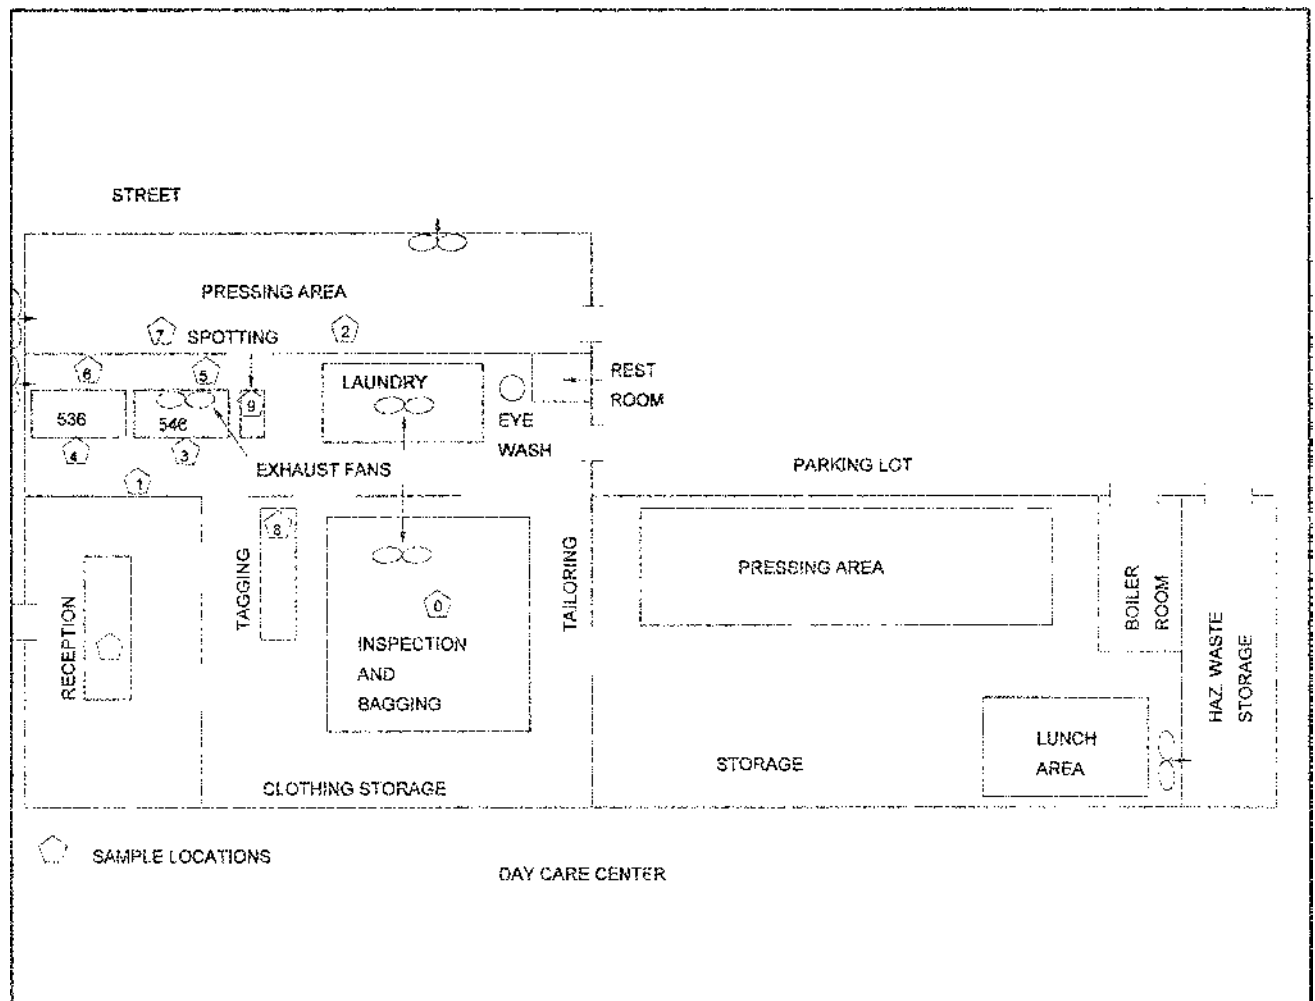 STREET
PRESSING AREA
7
SPOTTING
2
6
5
LAUNDRY
REST
ROOM
536
546
9
EYE
WASH
4
3
EXHAUST FANS
PARKING LOT
1
8
TAGGING
TAILORING
PRESSING AREA
BOILER
ROOM
0
RECEPTION
INSPECTION
AND
BAGGING
HAZ. WASTE
STORAGE
LUNCH
AREA
STORAGE
CLOTHING STORAGE
SAMPLE LOCATIONS
DAY CARE CENTER